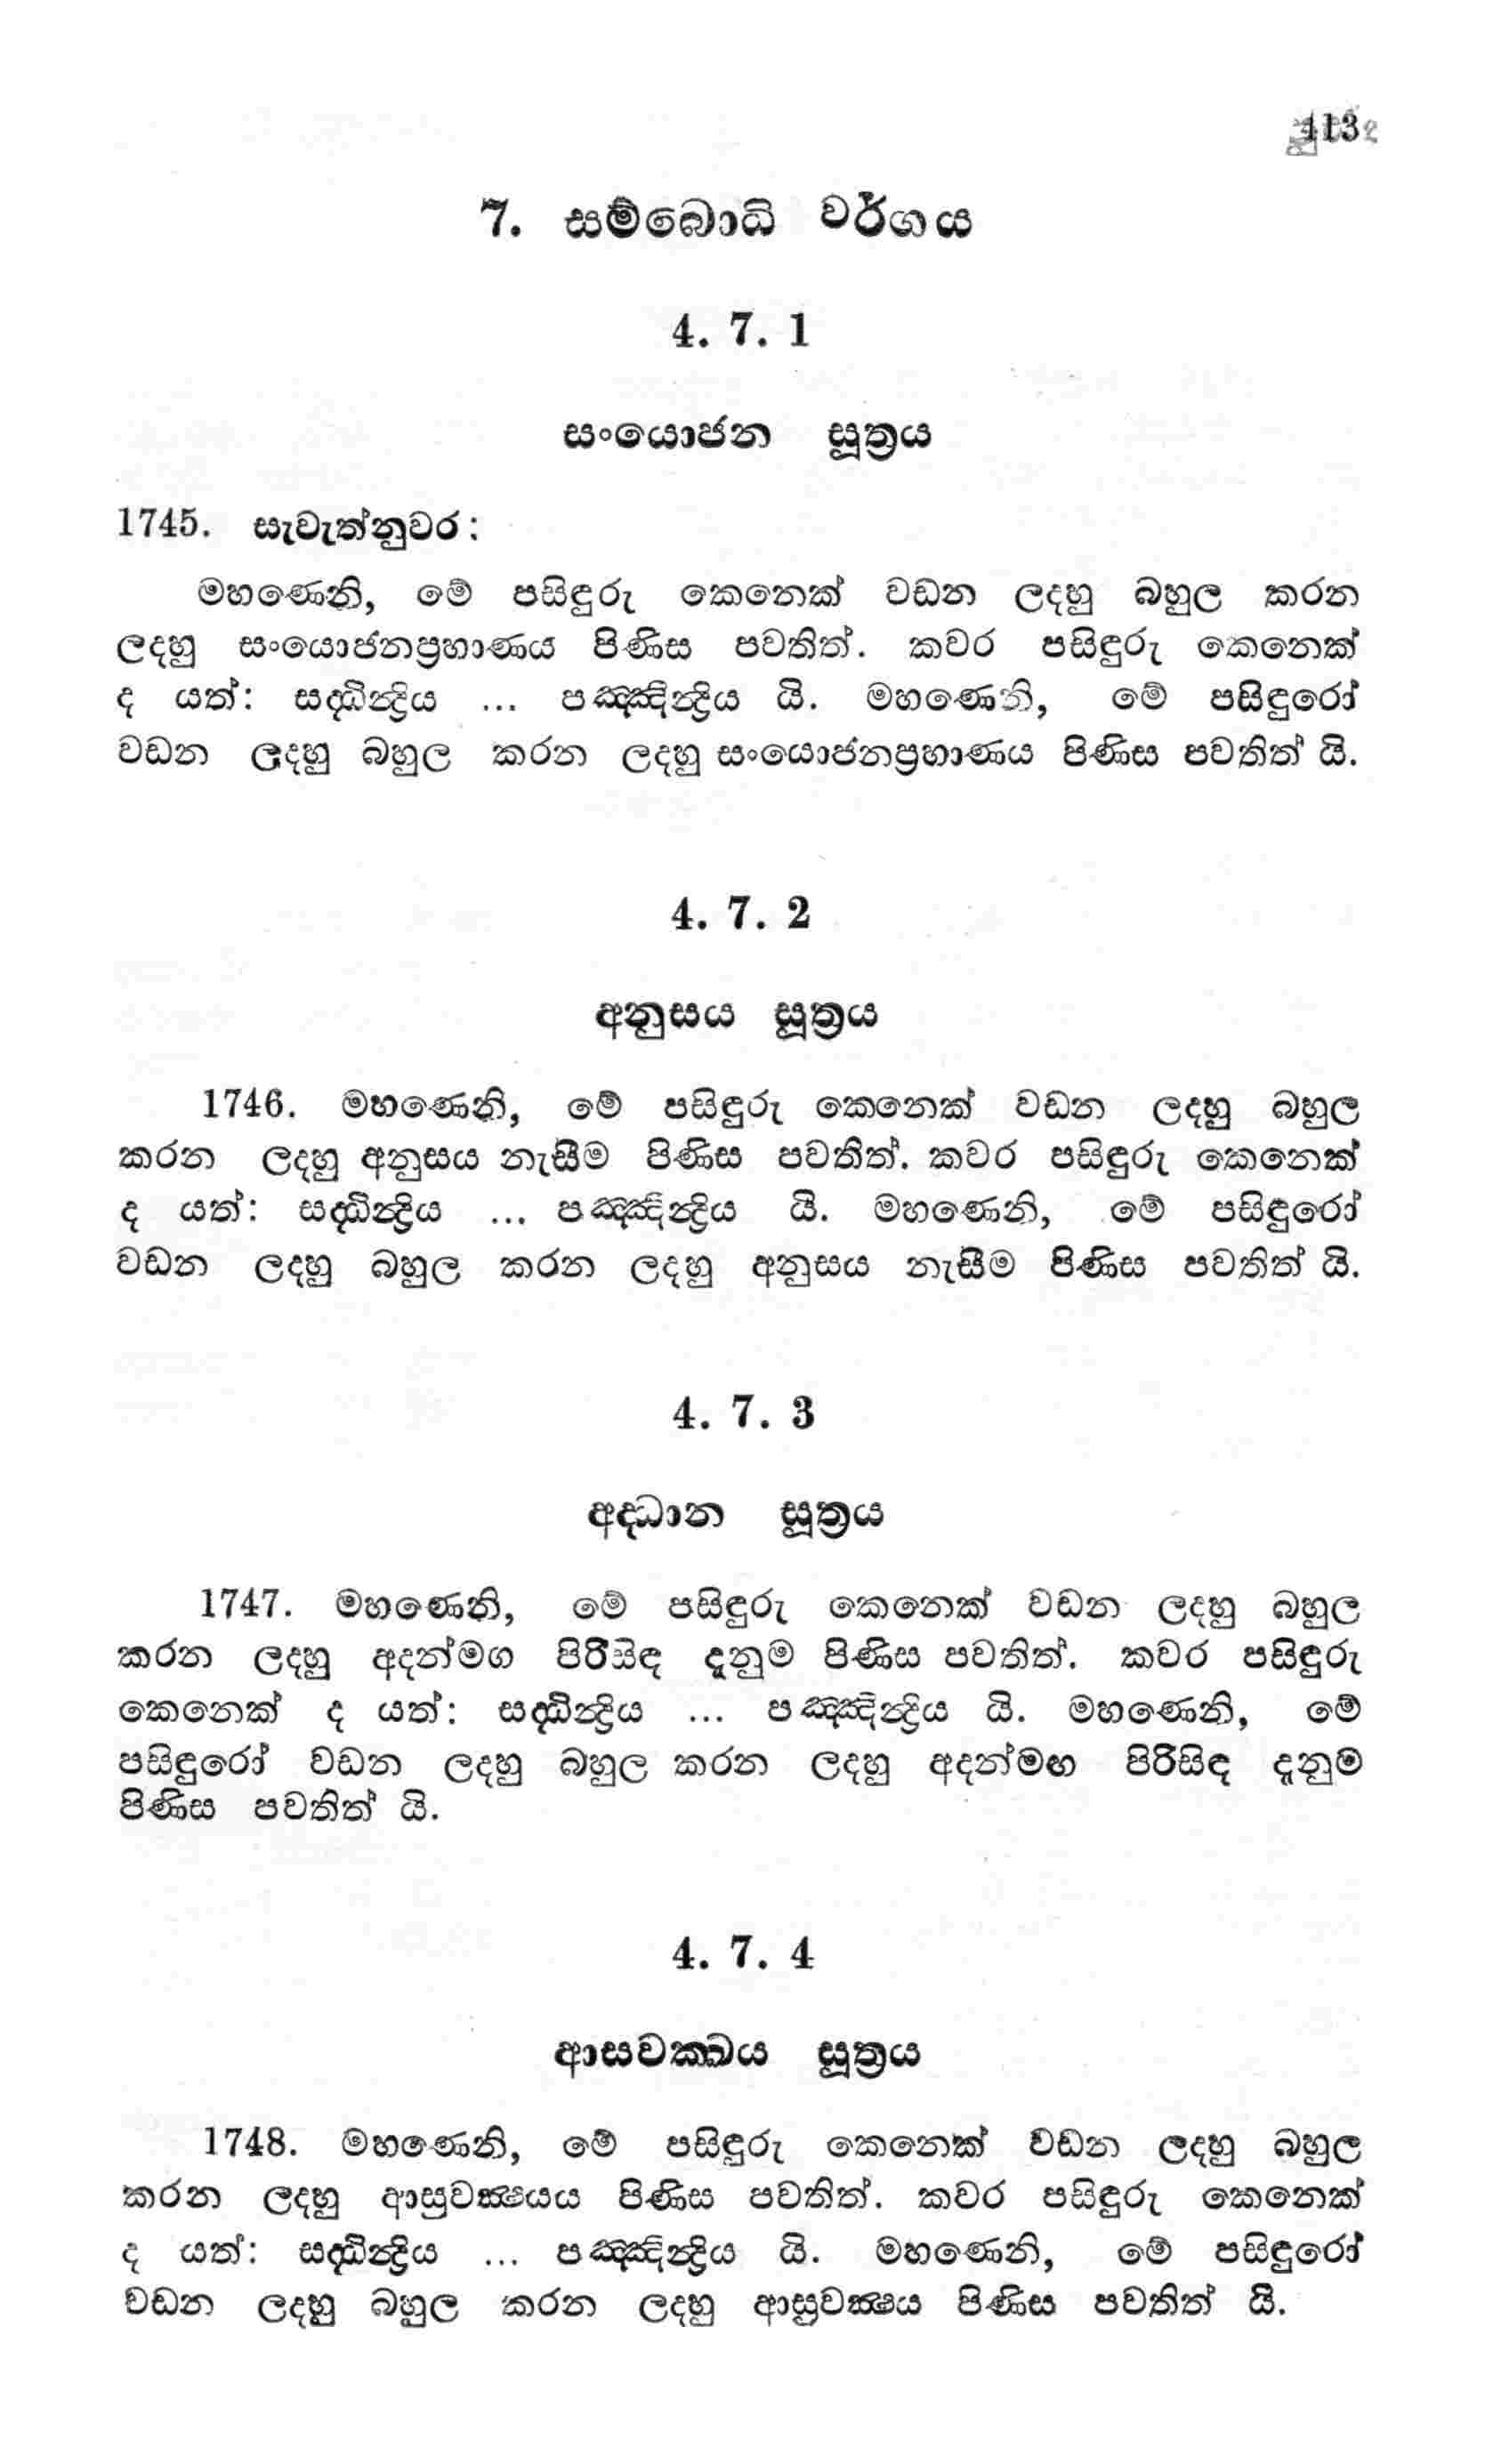 113
7. සම්බොධි වර්ගය
4. 7. 1
සංයොජන සූත්‍රය
1745. සැවැත්නුවර :
මහණෙනි, මේ පසිඳුරු කෙනෙක් වඩන ලදහු බහුල කරන
ලදහු සංයොජනප්‍රහාණය පිණිස පවතිත්. කවර පසිඳුරු කෙනෙක්
ද යත්: සද්‍ධින්‍ද්‍රිය ... පඤ්ඤින්‍ද්‍රිය යි. මහණෙනි, මේ පසිඳුරෝ
වඩන ලදහු බහුල කරන ලදහු සංයොජනප්‍රහාණය පිණිස පවතිත් යි.
4. 7. 2
අනුසය සූත්‍රය
1746. මහණෙනි, මේ පසිඳුරු කෙනෙක් වඩන ලදහු බහුල
කරන ලදහු අනුසය නැසීම පිණිස පවතිත්. කවර පසිඳුරු කෙනෙක්
ද යත්: සද්‍ධින්‍ද්‍රිය ... පඤ්ඤින්‍ද්‍රිය යි. මහණෙනි, මේ පසිඳුරෝ
වඩන ලදහු බහුල කරන ලදහු අනුසය නැසීම පිණිස පවතිත් යි.
4. 7. 3
අද්‍ධාන සූත්‍රය
1747. මහණෙනි, මේ පසිඳුරු කෙනෙක් වඩන ලදහු බහුල
කරන ලදහු අදන්මග පිරිසිඳ දැනුම පිණිස පවතිත්. කවර පසිඳුරු
කෙනෙක් ද යත්: සද්‍ධින්‍ද්‍රිය ... පඤ්ඤින්‍ද්‍රිය යි. මහණෙනි, මේ
පසිඳුරෝ වඩන ලදහු බහුල කරන ලදහු අදන්මඟ පිරිසිඳ දැනුම
පිණිස පවතිත් යි.
4. 7. 4
ආසවක්‍ඛය සූත්‍රය
1748. මහණෙනි, මේ පසිඳුරු කෙනෙක් වඩන ලදහු බහුල
කරන ලදහු ආස්‍රවක්‍ෂයය පිණිස පවතිත්. කවර පසිඳුරු කෙනෙක්
ද යත්: සද්‍ධින්‍ද්‍රිය ... පඤ්ඤින්‍ද්‍රිය යි. මහණෙනි, මේ පසිඳුරෝ
වඩන ලදහු බහුල කරන ලදහු ආස්‍රවක්‍ෂය පිණිස පවතිත් යි.